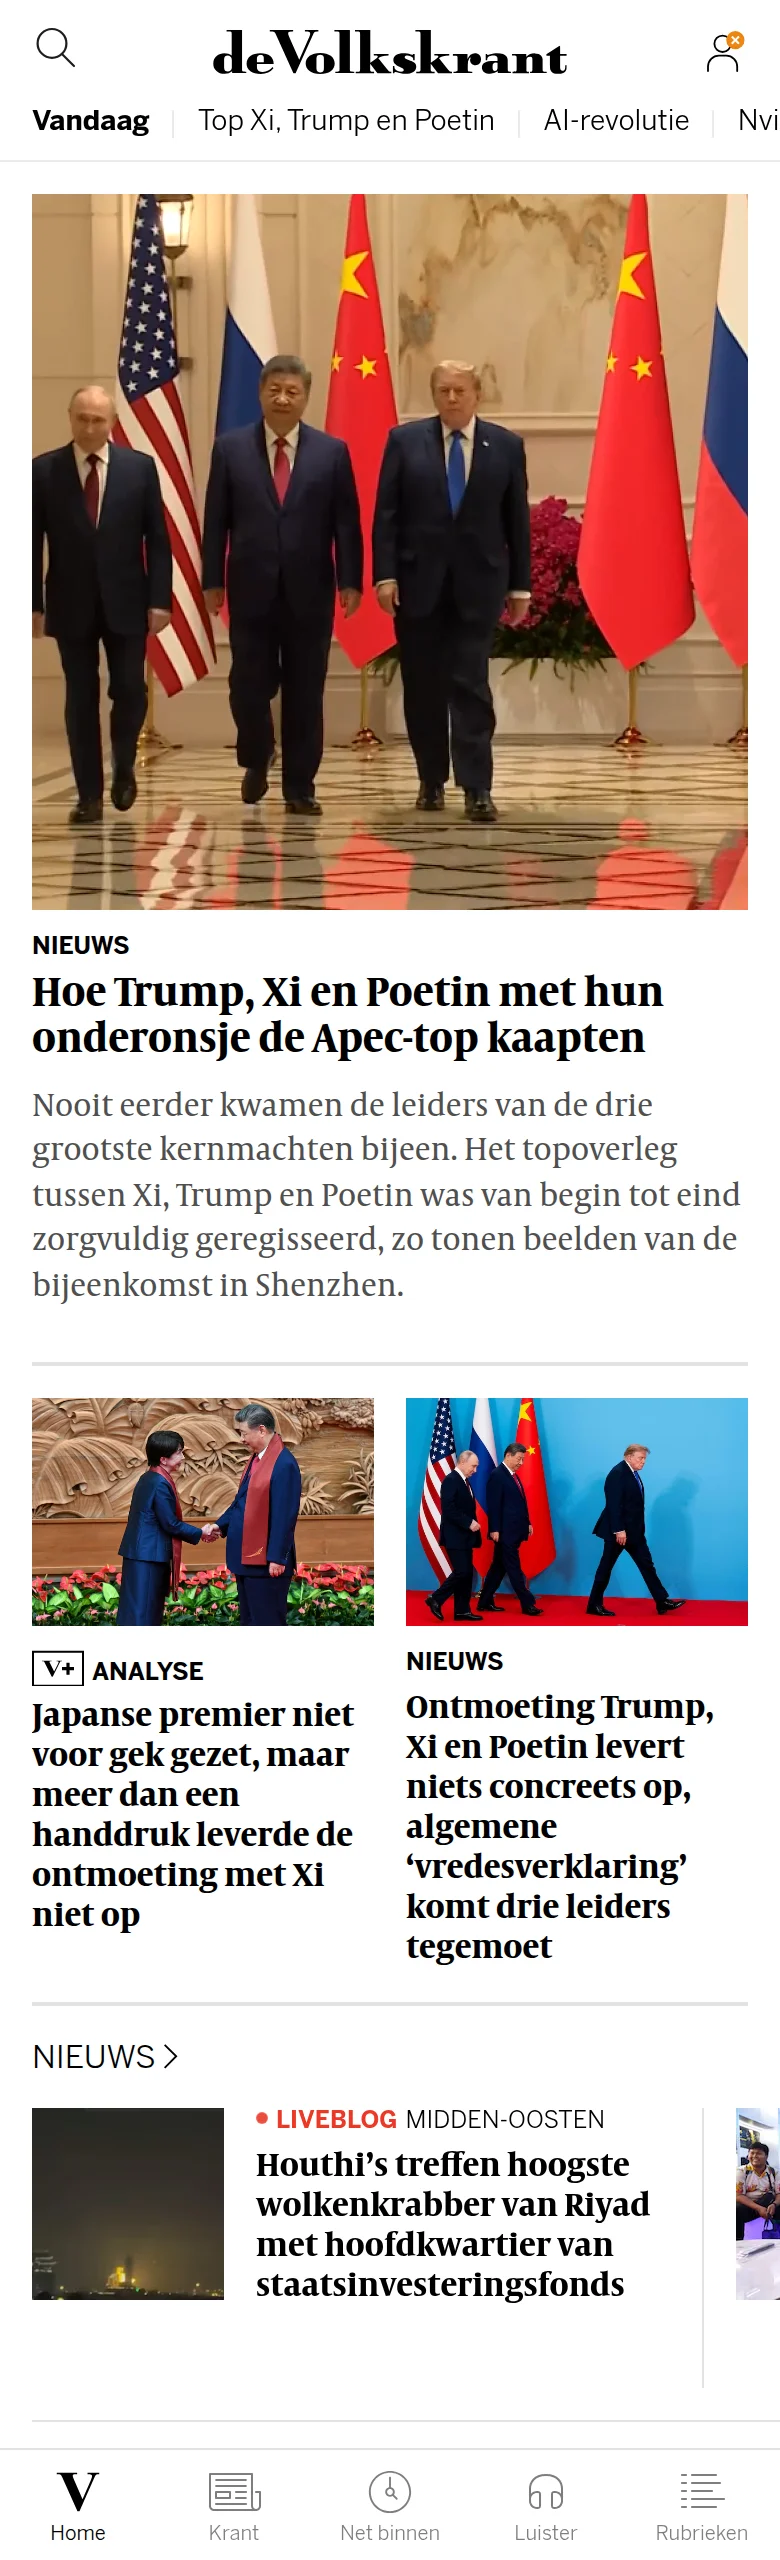 deVolkskrant
Vandaag
Top Xi, Trump en Poetin
AI-revolutie
Nvi
NIEUWS
Hoe Trump, Xi en Poetin met hun
onderonsje de Apec-top kaapten
Nooit eerder kwamen de leiders van de drie
grootste kernmachten bijeen. Het topoverleg
tussen Xi, Trump en Poetin was van begin tot eind
zorgvuldig geregisseerd, zo tonen beelden van de
bijeenkomst in Shenzhen.
V+ ANALYSE
Japanse premier niet
voor gek gezet, maar
meer dan een
handdruk leverde de
ontmoeting met Xi
niet op
NIEUWS
Ontmoeting Trump,
Xi en Poetin levert
niets concreets op,
algemene
‘vredesverklaring’
komt drie leiders
tegemoet
NIEUWS
LIVEBLOG MIDDEN-OOSTEN
Houthi’s treffen hoogste
wolkenkrabber van Riyad
met hoofdkwartier van
staatsinvesteringsfonds
V
Home
Krant
Net binnen
Luister
Rubrieken